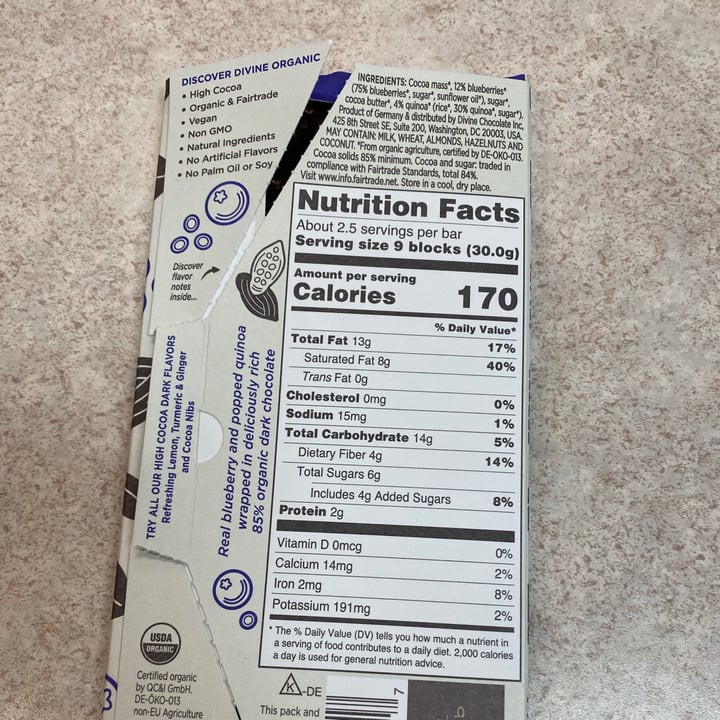 DISCOVER DIVINE ORGANIC
• High Cocoa
• Organic & Fairtrade
• Vegan
• Non GMO
• Natural Ingredients
• No Artificial Flavors
• No Palm Oil or Soy
Discover
flavor
notes
inside...
TRY ALL OUR HIGH COCOA DARK FLAVORS
Refreshing Lemon, Turmeric & Ginger
and Cocoa Nibs
Real blueberry and popped quinoa
wrapped in deliciously rich
85% organic dark chocolate
USDA
ORGANIC
Certified organic
by QC&I GmbH.
DE-ÖKO-013
non-EU Agriculture
INGREDIENTS: Cocoa mass*, 12% blueberries*
(75% blueberries*, sugar*, sunflower oil*), sugar*,
cocoa butter*, 4% quinoa* (rice*, 30% quinoa*, sugar*).
Product of Germany & distributed by Divine Chocolate Inc,
425 8th Street SE, Suite 200, Washington, DC 20003, USA.
MAY CONTAIN: MILK, WHEAT, ALMONDS, HAZELNUTS AND
COCONUT. *From organic agriculture, certified by DE-OKO-013.
Cocoa solids 85% minimum. Cocoa and sugar: traded in
compliance with Fairtrade Standards, total 84%.
Visit www.info.fairtrade.net. Store in a cool, dry place.
Nutrition Facts
About 2.5 servings per bar
Serving size 9 blocks (30.0g)
Amount per serving
Calories 170
% Daily Value*
Total Fat 13g 17%
Saturated Fat 8g 40%
Trans Fat 0g
Cholesterol 0mg 0%
Sodium 15mg 1%
Total Carbohydrate 14g 5%
Dietary Fiber 4g 14%
Total Sugars 6g
Includes 4g Added Sugars 8%
Protein 2g
Vitamin D 0mcg 0%
Calcium 14mg 2%
Iron 2mg 8%
Potassium 191mg 2%
* The % Daily Value (DV) tells you how much a nutrient in
a serving of food contributes to a daily diet. 2,000 calories
a day is used for general nutrition advice.
K-DE
This pack and
7